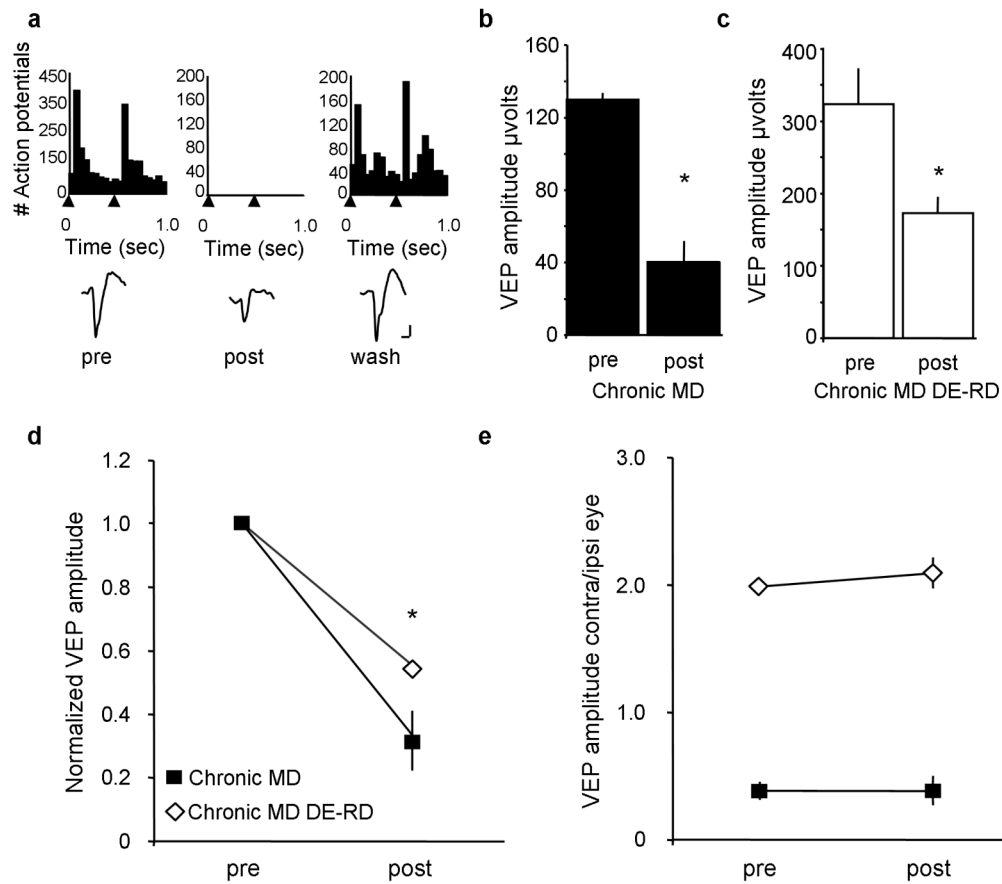 a
# Action potentials
450
350
250
150
0
0
1.0
Time (sec)
pre
200
160
120
80
40
0
0
1.0
Time (sec)
post
200
160
120
80
40
0
0
1.0
Time (sec)
wash
b
VEP amplitude µvolts
160
120
80
40
0
pre
post
*
Chronic MD
c
VEP amplitude µvolts
400
300
200
100
0
pre
post
*
Chronic MD DE-RD
d
Normalized VEP amplitude
1.2
1.0
0.8
0.6
0.4
0.2
0
*
Chronic MD
Chronic MD DE-RD
pre
post
e
VEP amplitude contra/ipsi eye
3.0
2.0
1.0
0
pre
post